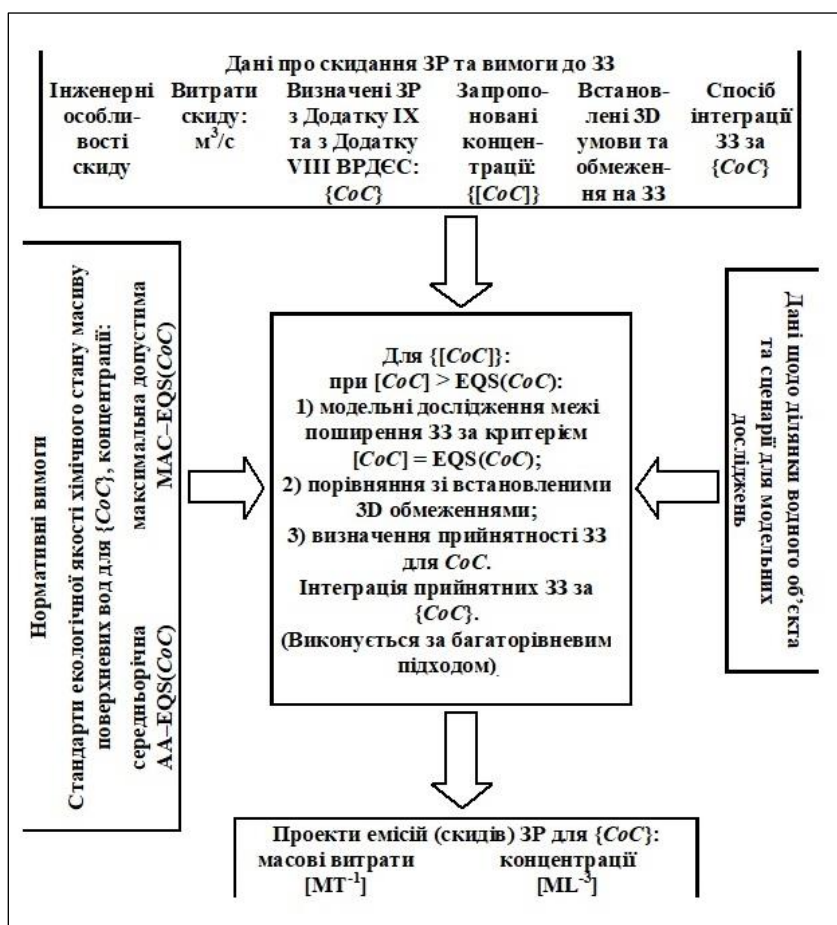 Дані про скидання ЗР та вимоги до ЗЗ
Інженерні
особли-
вості
скиду
Витрати
скиду:
м³/с
Визначені ЗР
з Додатку IX
та з Додатку
VIII ВРДЄС:
{CoC}
Запропо-
новані
концен-
трації:
{[CoC]}
Встанов-
лені 3D
умови та
обмежен-
ня на ЗЗ
Спосіб
інтеграції
ЗЗ за
{CoC}
Нормативні вимоги
Стандарти екологічної якості хімічного стану масиву
поверхневих вод для {CoC}, концентрації:
середньорічна
AA–EQS(CoC)
максимальна допустима
MAC–EQS(CoC)
Для {[CoC]}:
при [CoC] > EQS(CoC):
1) модельні дослідження межі
поширення ЗЗ за критерієм
[CoC] = EQS(CoC);
2) порівняння зі встановленими
3D обмеженнями;
3) визначення прийнятності ЗЗ
для CoC.
Інтеграція прийнятних ЗЗ за
{CoC}.
(Виконується за багаторівневим
підходом)
Дані щодо ділянки водного об’єкта
та сценарії для модельних
досліджень
Проекти емісій (скидів) ЗР для {CoC}:
масові витрати
[MT⁻¹]
концентрації
[ML⁻³]